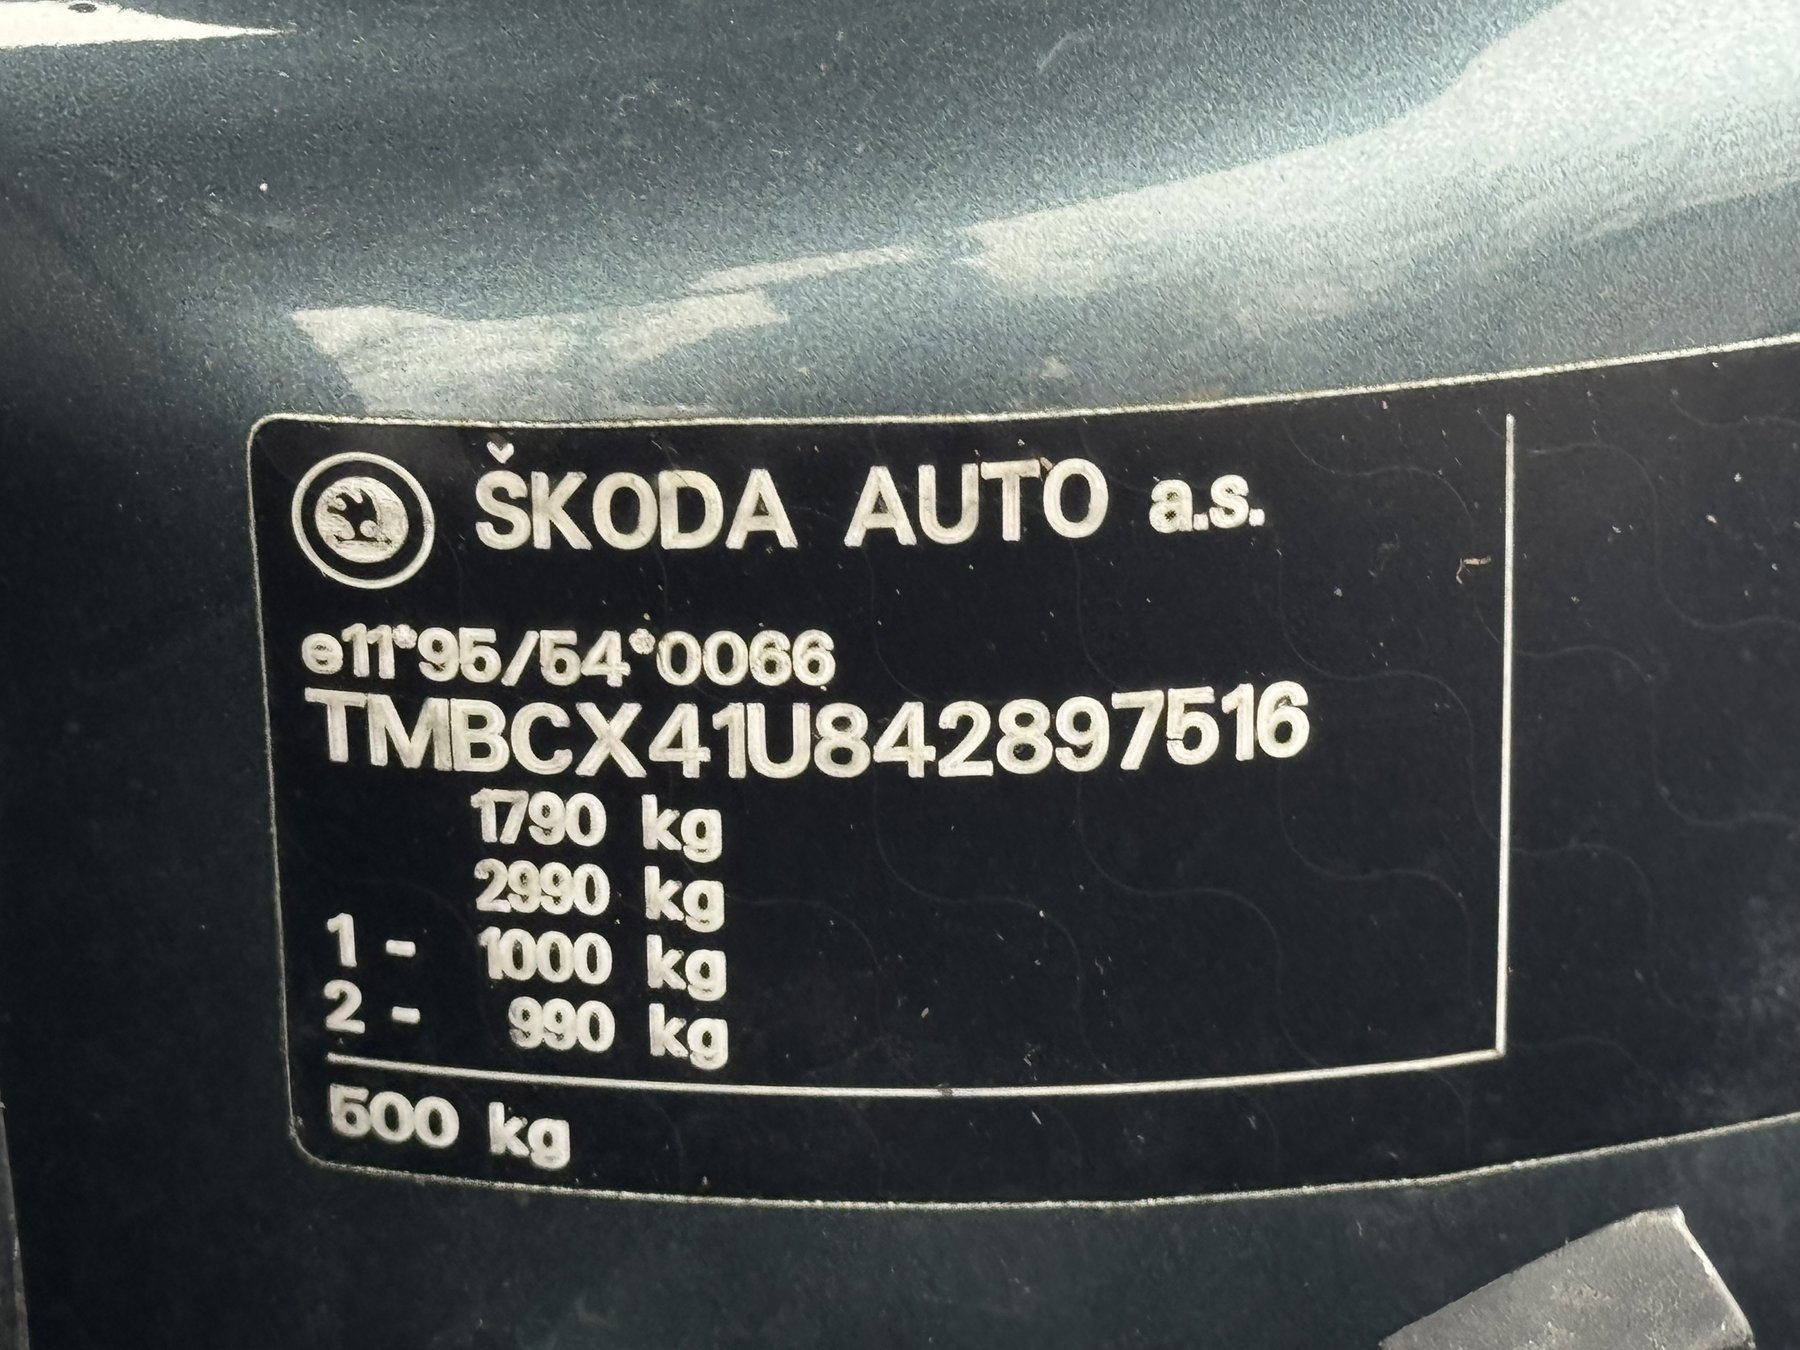 ŠKODA AUTO a.s.
e11*95/54*0066
TMBCX41U842897516
1790 kg
2990 kg
1 - 1000 kg
2 - 990 kg
500 kg